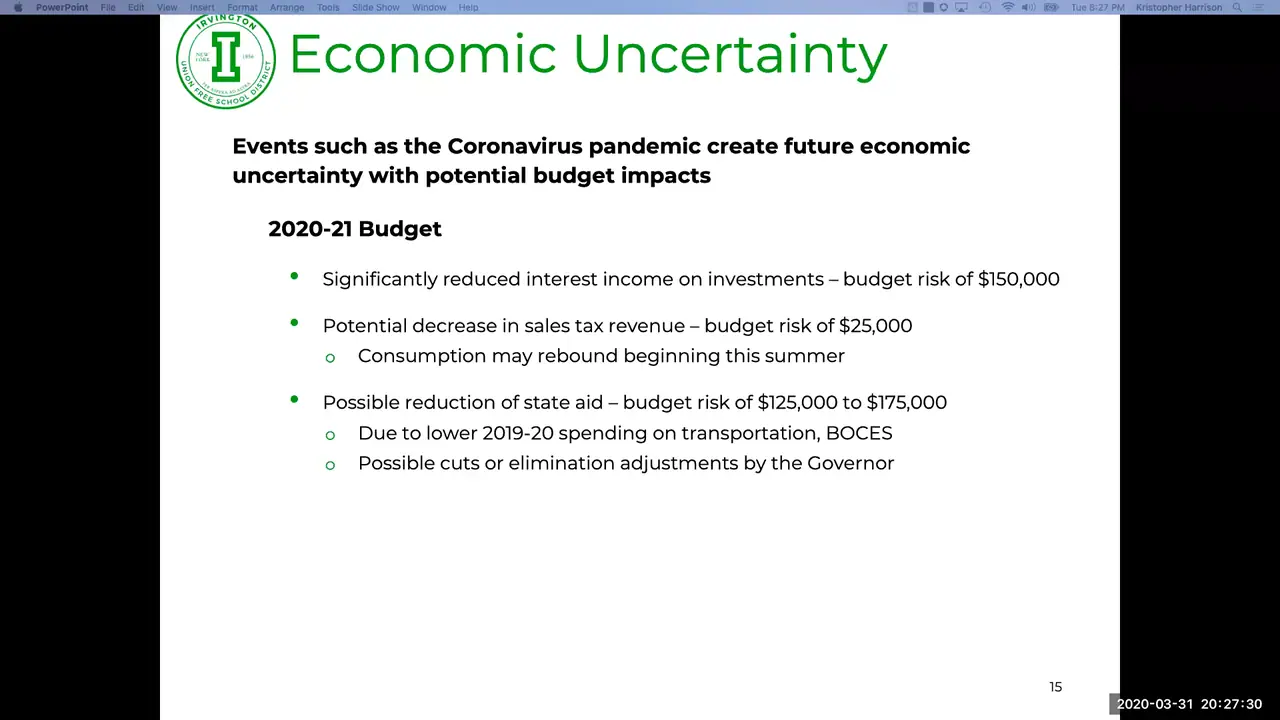 PowerPoint File Edit View Insert Format Arrange Tools Slide Show Window Help Tue 8:27 PM Kristopher Harrison
IRVINGTON
NEW YORK
1956
UNION FREE SCHOOL DISTRICT
Economic Uncertainty
Events such as the Coronavirus pandemic create future economic
uncertainty with potential budget impacts
2020-21 Budget
• Significantly reduced interest income on investments – budget risk of $150,000
• Potential decrease in sales tax revenue – budget risk of $25,000
o Consumption may rebound beginning this summer
• Possible reduction of state aid – budget risk of $125,000 to $175,000
o Due to lower 2019-20 spending on transportation, BOCES
o Possible cuts or elimination adjustments by the Governor
15
2020-03-31 20:27:30